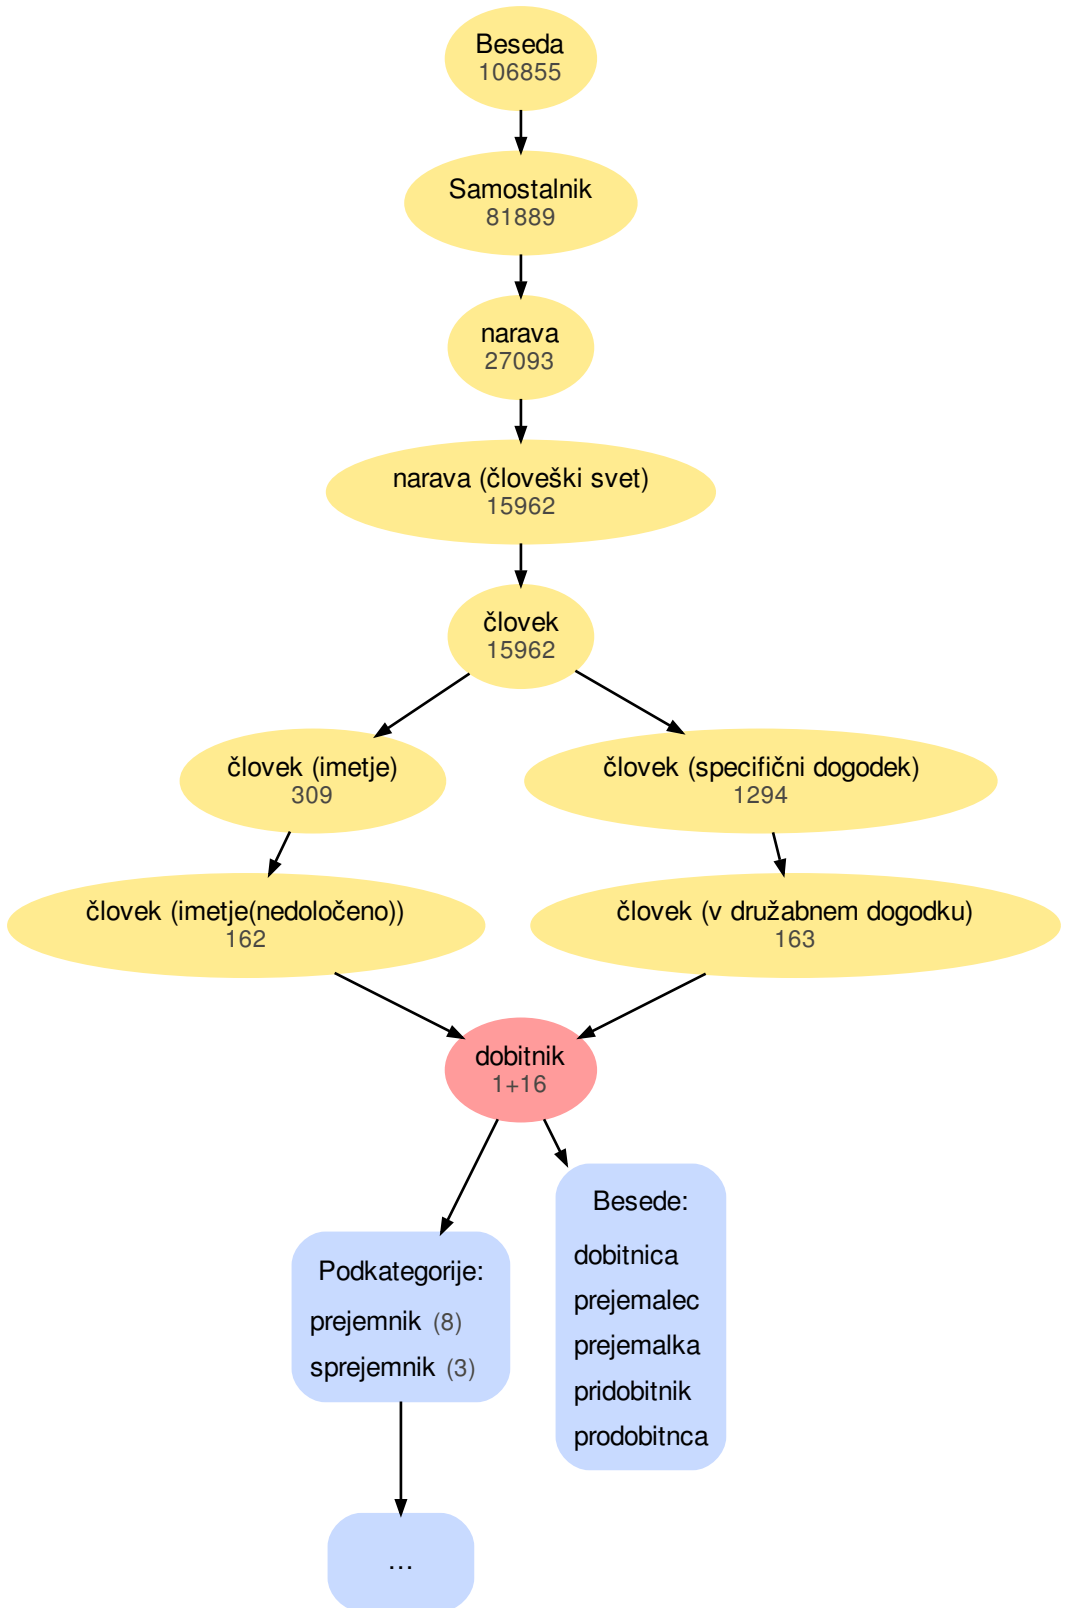 Beseda
106855
Samostalnik
81889
narava
27093
narava (človeški svet)
15962
človek
15962
človek (imetje)
309
človek (specifični dogodek)
1294
človek (imetje(nedoločeno))
162
človek (v družabnem dogodku)
163
dobitnik
1+16
Podkategorije:
prejemnik (8)
sprejemnik (3)
Besede:
dobitnica
prejemalec
prejemalka
pridobitnik
prodobitnca
...